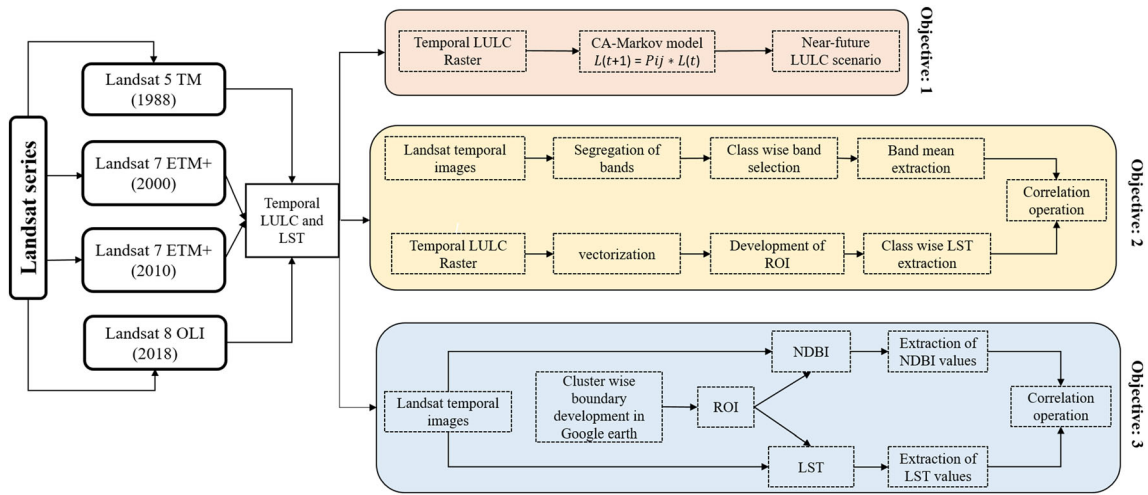 Landsat series
Landsat 5 TM
(1988)
Landsat 7 ETM+
(2000)
Landsat 7 ETM+
(2010)
Landsat 8 OLI
(2018)
Temporal
LULC and
LST
Temporal LULC
Raster
CA-Markov model
L(t+1) = Pij * L(t)
Near-future
LULC scenario
Objective: 1
Landsat temporal
images
Segregation of
bands
Class wise band
selection
Band mean
extraction
Temporal LULC
Raster
vectorization
Development of
ROI
Class wise LST
extraction
Correlation
operation
Objective: 2
Landsat temporal
images
Cluster wise
boundary
development in
Google earth
ROI
NDBI
Extraction of
NDBI values
LST
Extraction of
LST values
Correlation
operation
Objective: 3